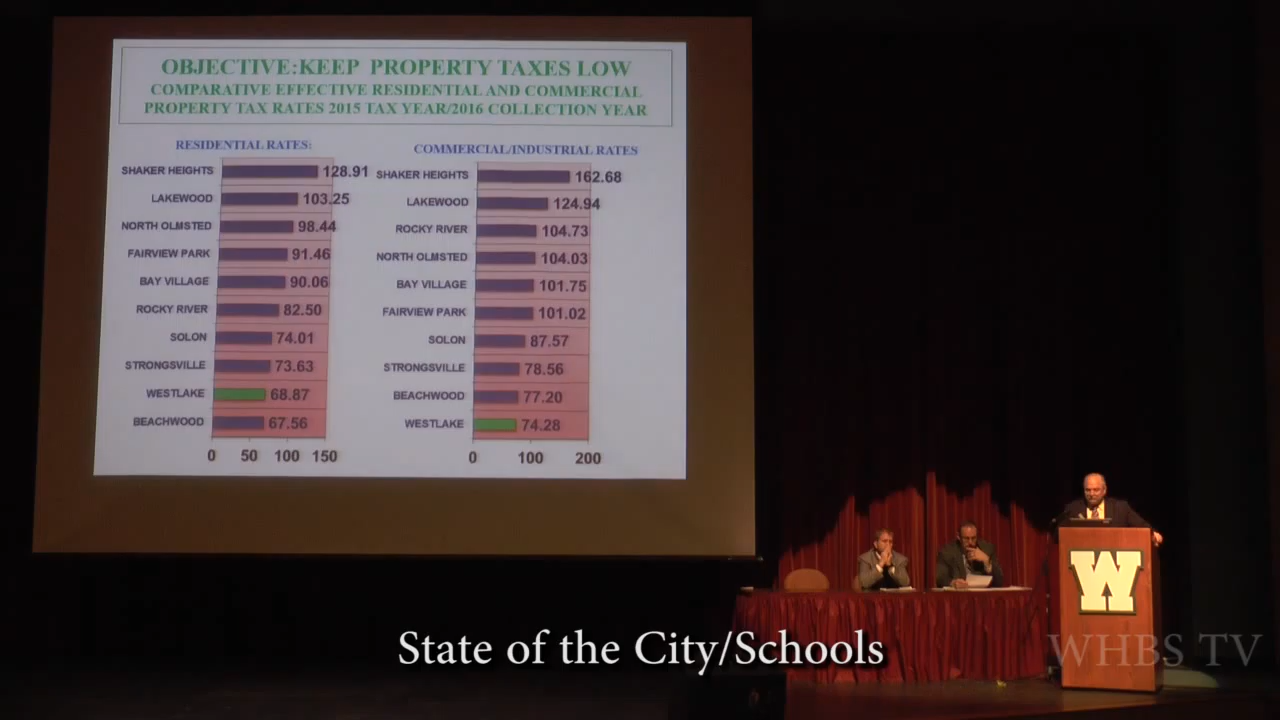 OBJECTIVE:KEEP PROPERTY TAXES LOW
COMPARATIVE EFFECTIVE RESIDENTIAL AND COMMERCIAL
PROPERTY TAX RATES 2015 TAX YEAR/2016 COLLECTION YEAR
RESIDENTIAL RATES:
SHAKER HEIGHTS 128.91
LAKEWOOD 103.25
NORTH OLMSTED 98.44
FAIRVIEW PARK 91.46
BAY VILLAGE 90.06
ROCKY RIVER 82.50
SOLON 74.01
STRONGSVILLE 73.63
WESTLAKE 68.87
BEACHWOOD 67.56
0 50 100 150
COMMERCIAL/INDUSTRIAL RATES
SHAKER HEIGHTS 162.68
LAKEWOOD 124.94
ROCKY RIVER 104.73
NORTH OLMSTED 104.03
BAY VILLAGE 101.75
FAIRVIEW PARK 101.02
SOLON 87.57
STRONGSVILLE 78.56
BEACHWOOD 77.20
WESTLAKE 74.28
0 100 200
W
State of the City/Schools
WHBS TV